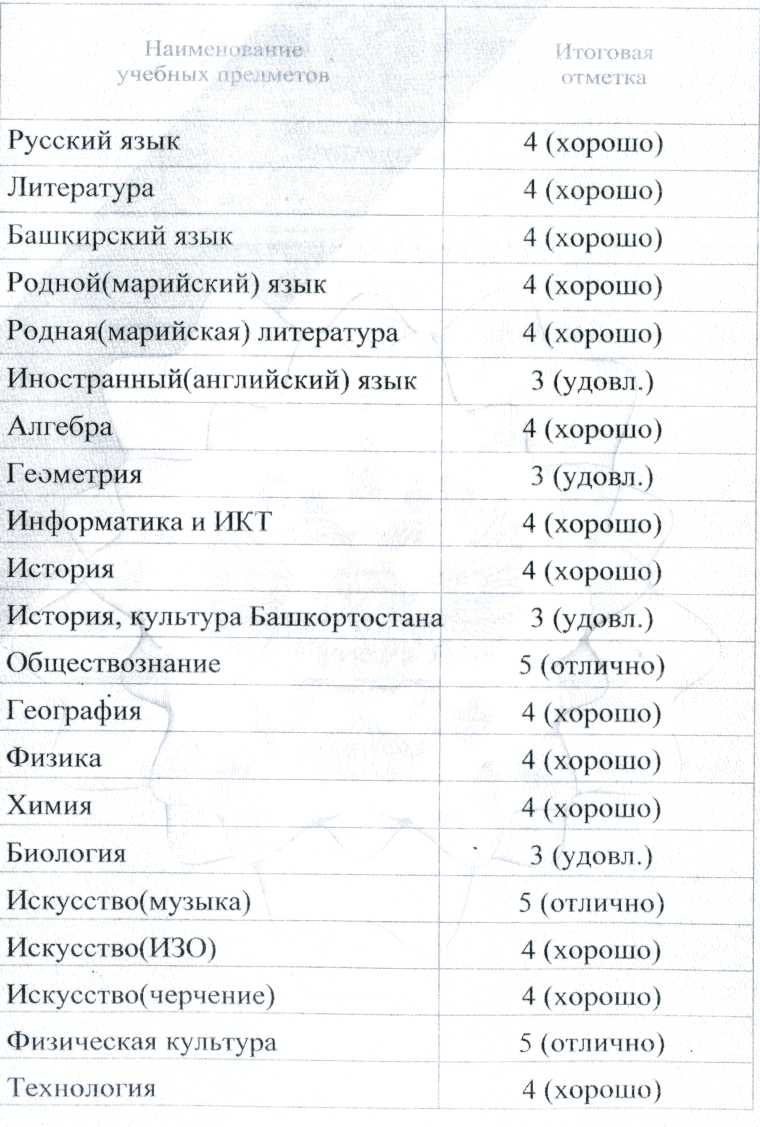 Наименование
учебных предметов
Итоговая
отметка
Русский язык 4 (хорошо)
Литература 4 (хорошо)
Башкирский язык 4 (хорошо)
Родной(марийский) язык 4 (хорошо)
Родная(марийская) литература 4 (хорошо)
Иностранный(английский) язык 3 (удовл.)
Алгебра 4 (хорошо)
Геометрия 3 (удовл.)
Информатика и ИКТ 4 (хорошо)
История 4 (хорошо)
История, культура Башкортостана 3 (удовл.)
Обществознание 5 (отлично)
География 4 (хорошо)
Физика 4 (хорошо)
Химия 4 (хорошо)
Биология 3 (удовл.)
Искусство(музыка) 5 (отлично)
Искусство(ИЗО) 4 (хорошо)
Искусство(черчение) 4 (хорошо)
Физическая культура 5 (отлично)
Технология 4 (хорошо)